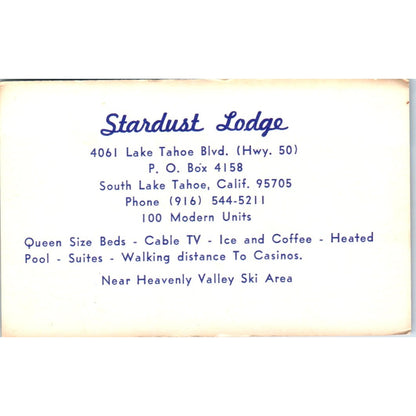 Stardust Lodge
4061 Lake Tahoe Blvd. (Hwy. 50)
P. O. Box 4158
South Lake Tahoe, Calif. 95705
Phone (916) 544-5211
100 Modern Units
Queen Size Beds - Cable TV - Ice and Coffee - Heated
Pool - Suites - Walking distance To Casinos.
Near Heavenly Valley Ski Area